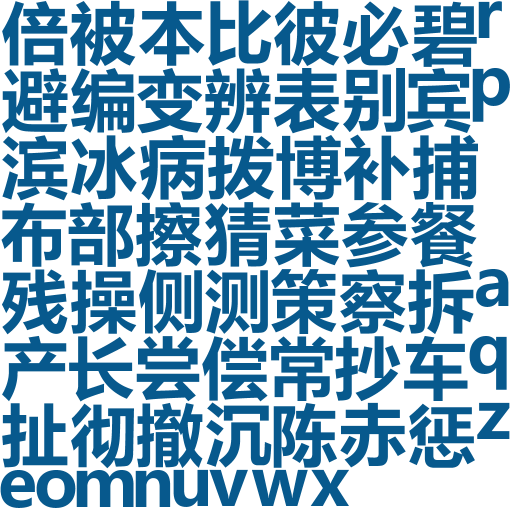 倍被本比彼必碧r
避编变辨表别宾p
滨冰病拨博补捕
布部擦猜菜参餐
残操侧测策察拆a
产长尝偿常抄车q
扯彻撤沉陈赤惩z
eomnuvwx